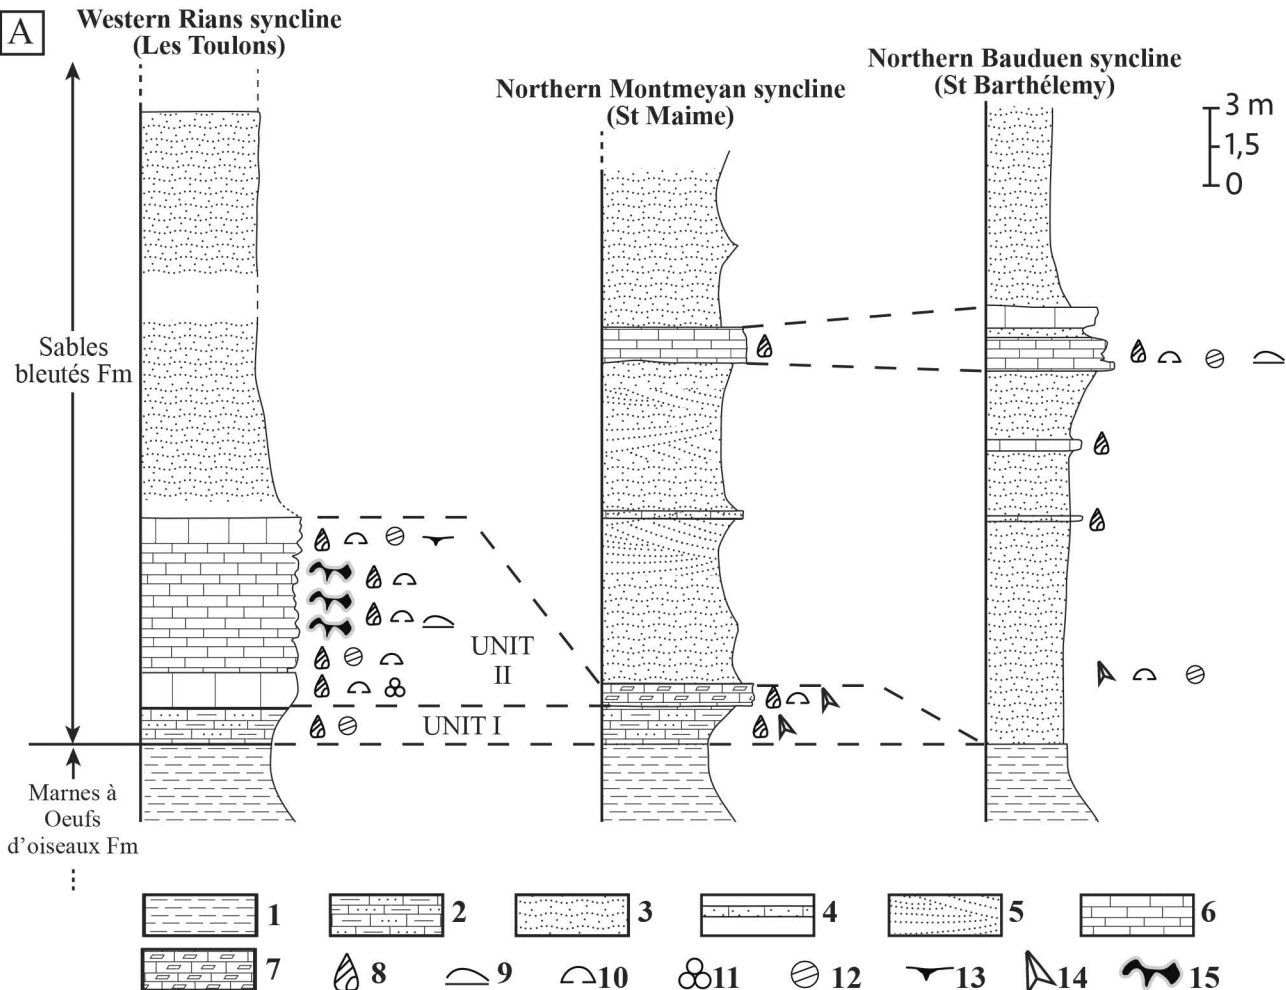 A
Western Rians syncline
(Les Toulons)
Northern Montmeyan syncline
(St Maime)
Northern Bauduen syncline
(St Barthélemy)
3 m
1,5
0
Sables
bleutés Fm
UNIT
II
UNIT I
Marnes à
Oeufs
d'oiseaux Fm
1
2
3
4
5
6
7
8
9
10
11
12
13
14
15